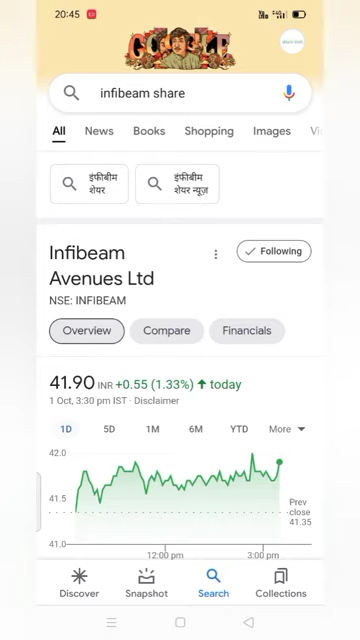 20:45
GOOGLE
infibeam share
All News Books Shopping Images
इंफीबीम
शेयर
इंफीबीम
शेयर न्यूज़
Infibeam
Avenues Ltd
Following
NSE: INFIBEAM
Overview Compare Financials
41.90 INR +0.55 (1.33%) ↑ today
1 Oct, 3:30 pm IST · Disclaimer
1D 5D 1M 6M YTD More
42.0
41.5
41.0
Prev
close
41.35
12:00 pm 3:00 pm
Discover Snapshot Search Collections